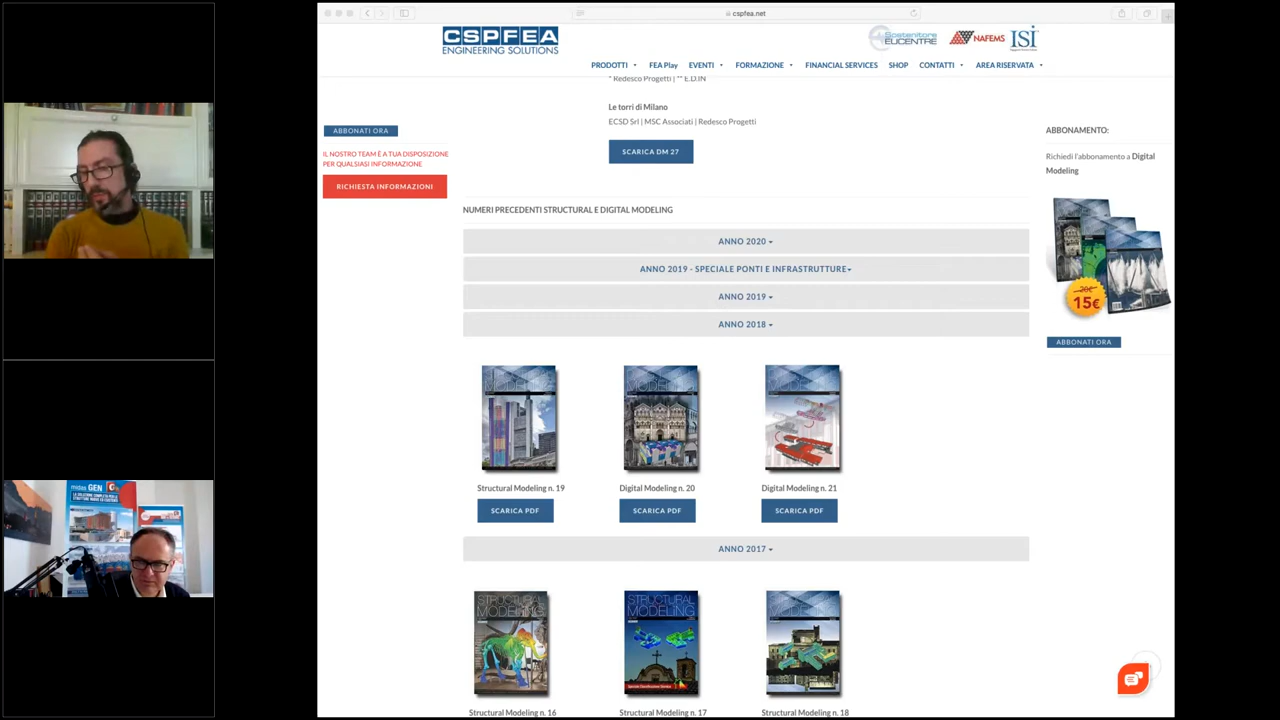 cspfea.net
CSPFEA
ENGINEERING SOLUTIONS
Sostenitore
EUCENTRE
NAFEMS
ISI
PRODOTTI
FEA Play
EVENTI
FORMAZIONE
FINANCIAL SERVICES
SHOP
CONTATTI
AREA RISERVATA
* Redesco Progetti | ** E.D.IN
Le torri di Milano
ECSD Srl | MSC Associati | Redesco Progetti
SCARICA DM 27
ABBONATI ORA
IL NOSTRO TEAM È A TUA DISPOSIZIONE
PER QUALSIASI INFORMAZIONE
RICHIESTA INFORMAZIONI
ABBONAMENTO:
Richiedi l'abbonamento a Digital
Modeling
20€
15€
ABBONATI ORA
NUMERI PRECEDENTI STRUCTURAL E DIGITAL MODELING
ANNO 2020
ANNO 2019 - SPECIALE PONTI E INFRASTRUTTURE
ANNO 2019
ANNO 2018
Structural Modeling n. 19
Digital Modeling n. 20
Digital Modeling n. 21
SCARICA PDF
SCARICA PDF
SCARICA PDF
ANNO 2017
STRUCTURAL
MODELING
STRUCTURAL
MODELING
Structural Modeling n. 16
Structural Modeling n. 17
Structural Modeling n. 18
midas GEN